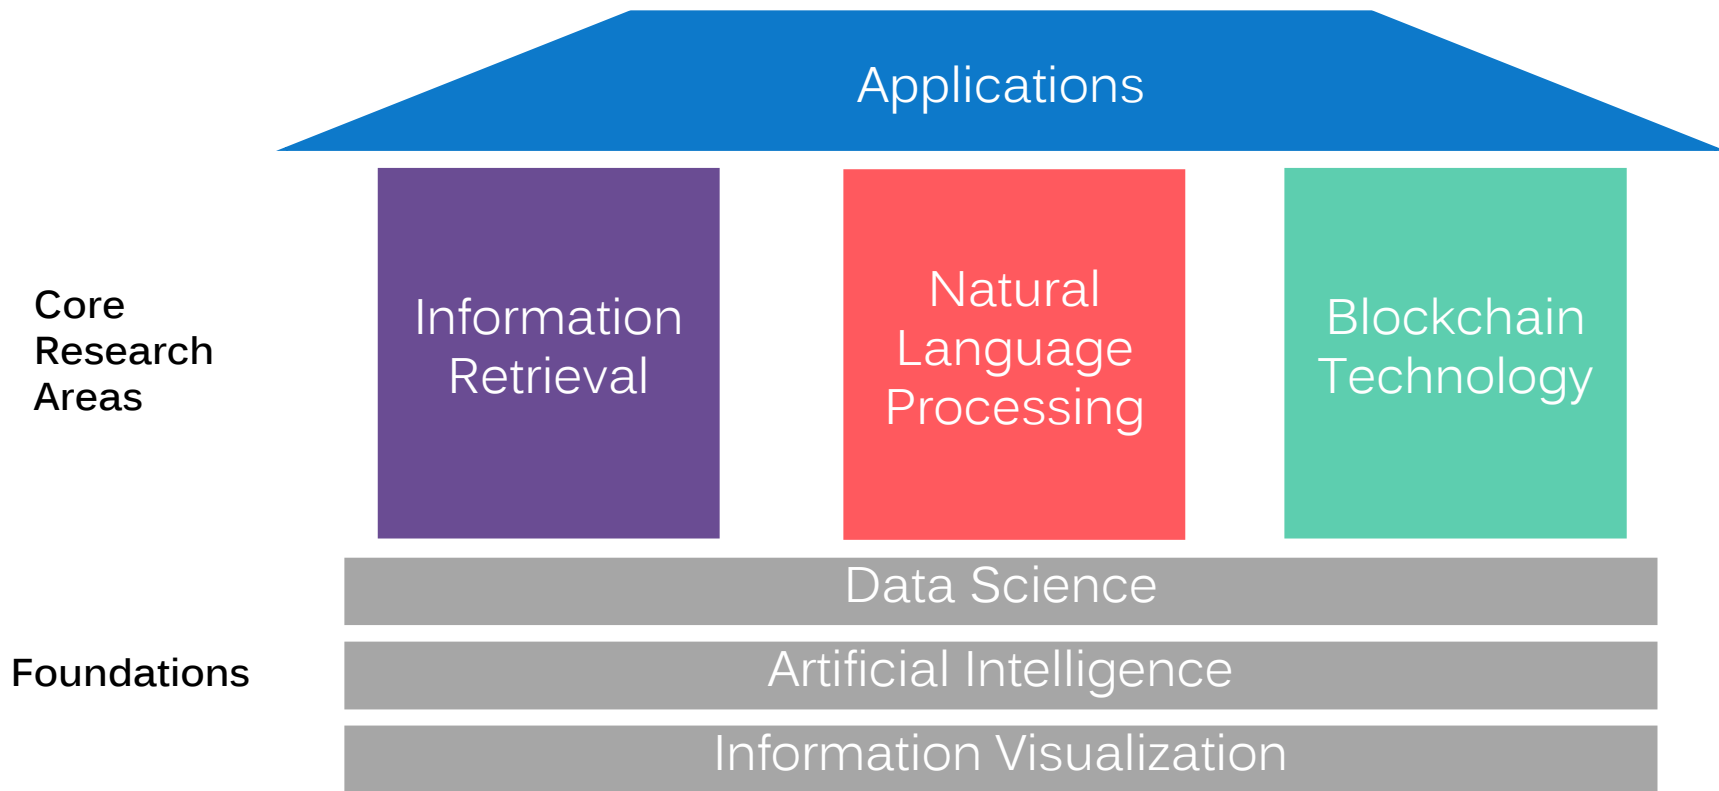 Applications
Core
Research
Areas
Information
Retrieval
Natural
Language
Processing
Blockchain
Technology
Foundations
Data Science
Artificial Intelligence
Information Visualization